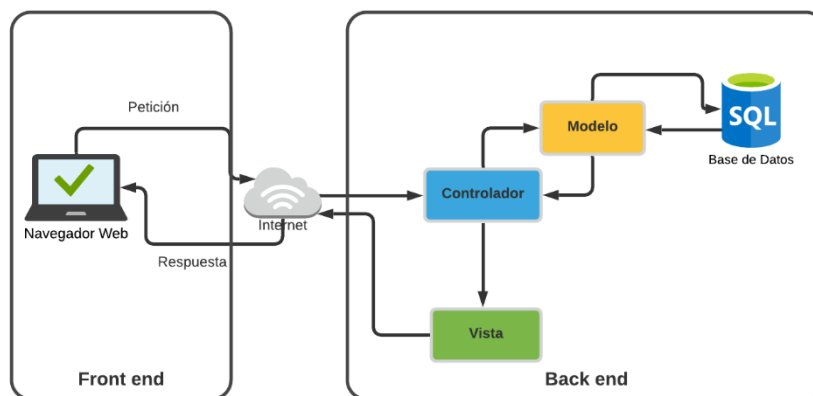 Petición
Navegador Web
Respuesta
Front end
Internet
Modelo
SQL
Base de Datos
Controlador
Vista
Back end